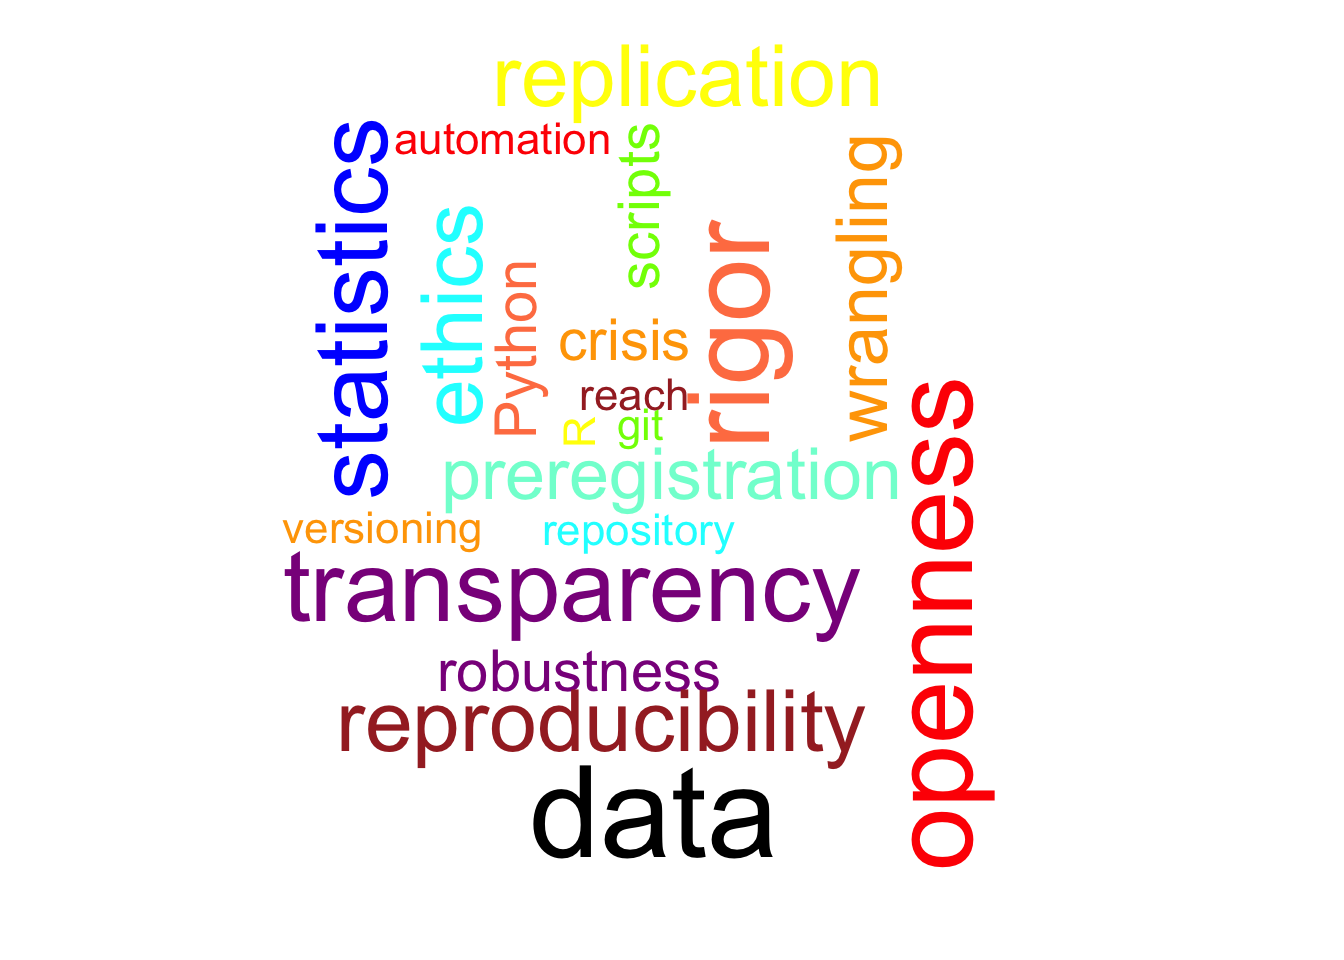 replication
automation
statistics
scripts
wrangling
ethics
rigor
Python
crisis
reach
R
git
openness
preregistration
versioning
repository
transparency
robustness
reproducibility
data